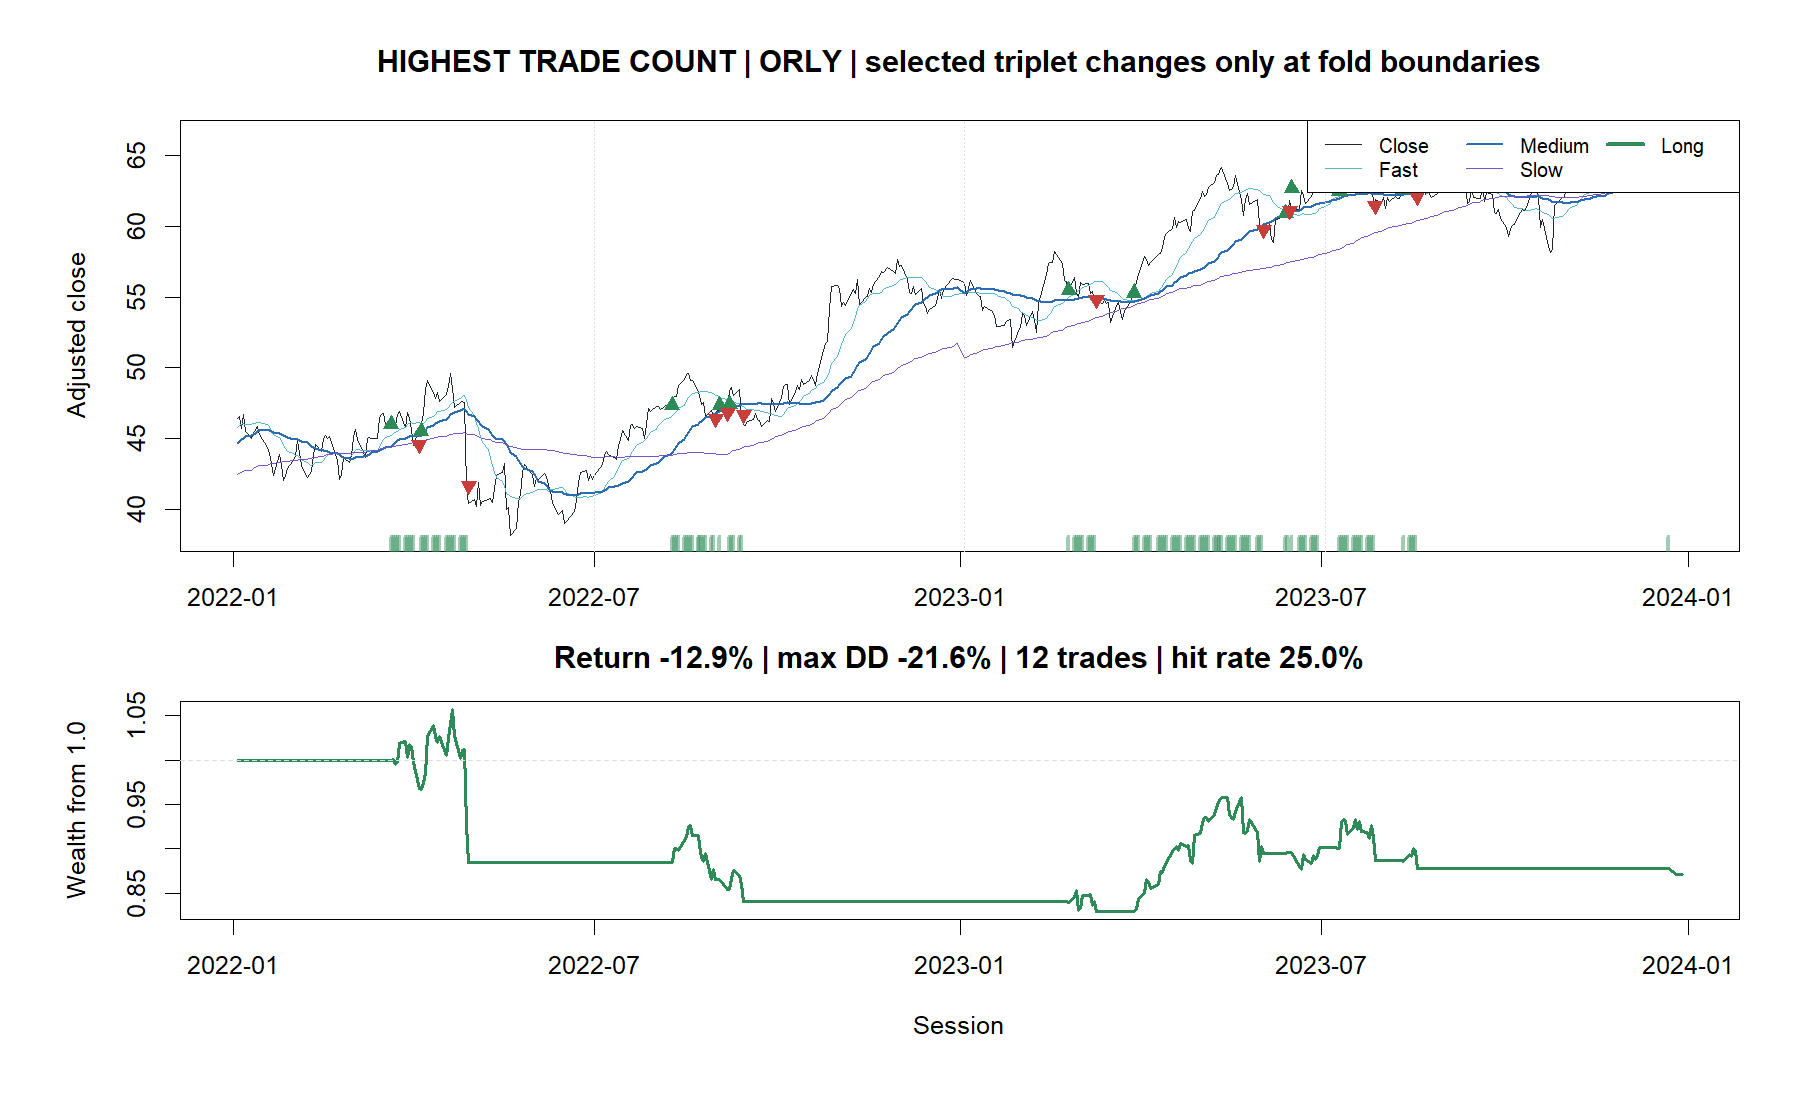 HIGHEST TRADE COUNT | ORLY | selected triplet changes only at fold boundaries
Adjusted close
65
60
55
50
45
40
Close
Medium
Long
Fast
Slow
2022-01
2022-07
2023-01
2023-07
2024-01
Return -12.9% | max DD -21.6% | 12 trades | hit rate 25.0%
Wealth from 1.0
1.05
0.95
0.85
2022-01
2022-07
2023-01
2023-07
2024-01
Session